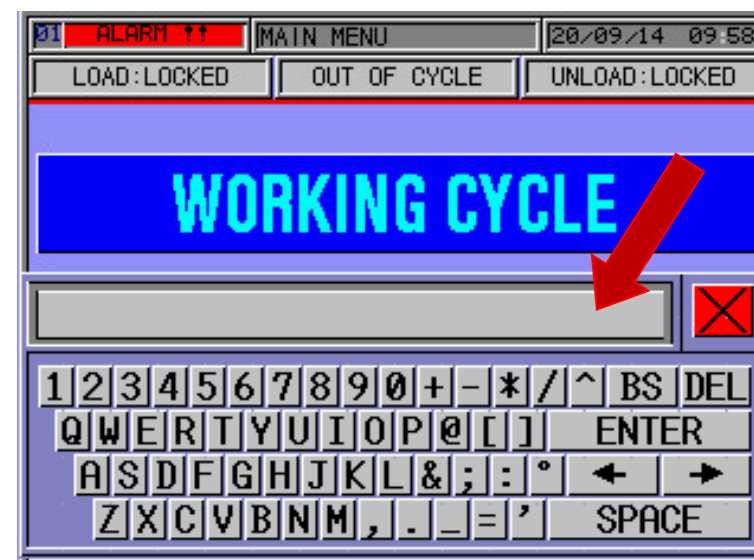 01 ALARM !! MAIN MENU 20/09/14 09:58
LOAD:LOCKED OUT OF CYCLE UNLOAD:LOCKED
WORKING CYCLE
1 2 3 4 5 6 7 8 9 0 + - * / ^ BS DEL
Q W E R T Y U I O P @ [ ] ENTER
A S D F G H J K L & ; : ° ← →
Z X C V B N M , . _ = ' SPACE